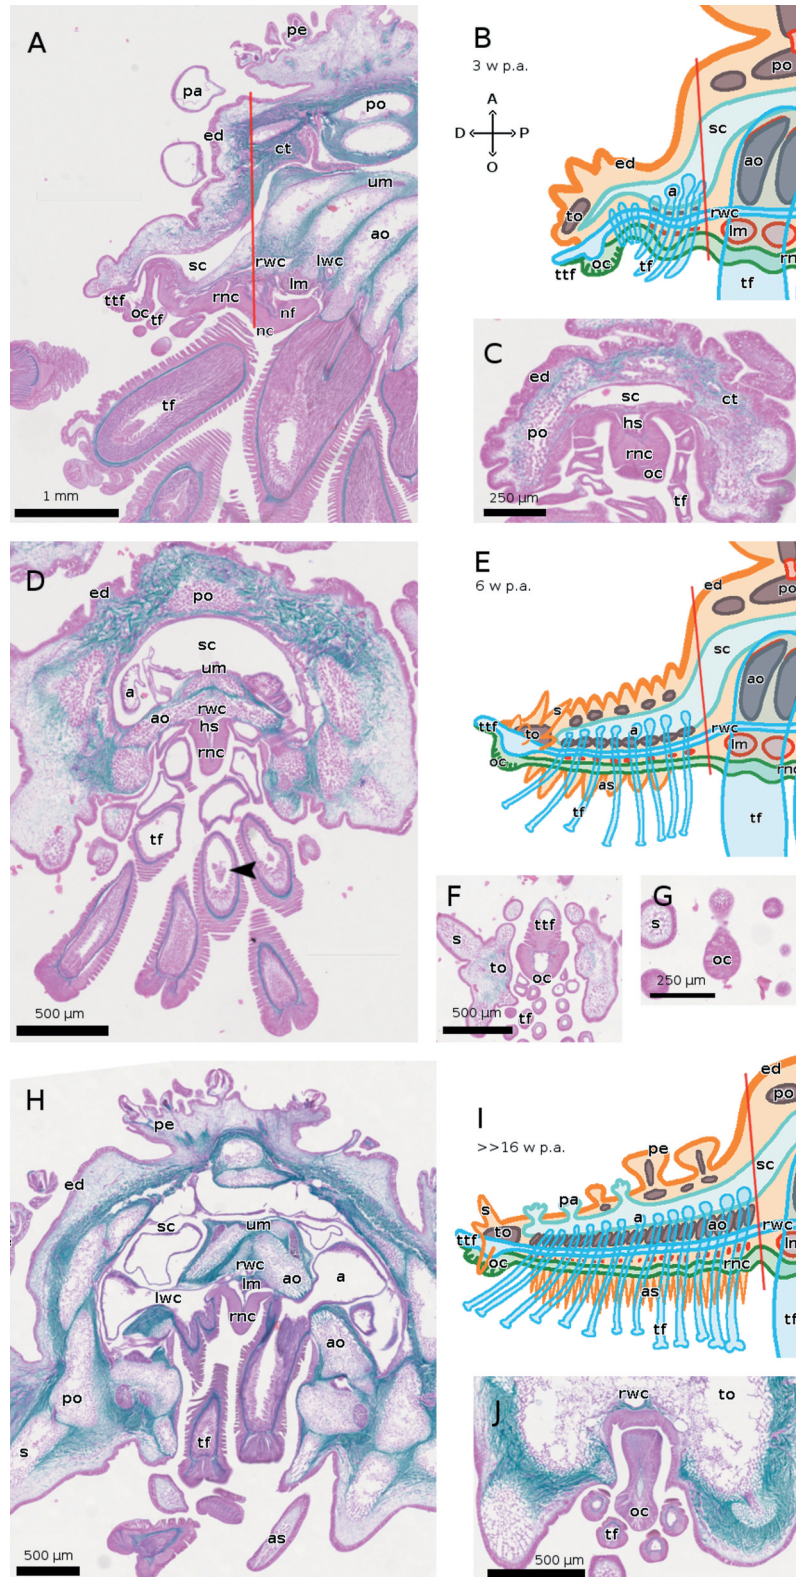 A
pe
pa
po
ed
ct
um
ao
sc
rwc
lwc
lm
ttf
rnc
oc
tf
nf
nc
tf
1 mm
B
3 w p.a.
A
D
P
O
po
sc
ed
ao
a
to
rwc
lm
rn
ttf
oc
tf
tf
C
ed
sc
ct
hs
po
rnc
oc
250 µm
tf
D
ed
po
sc
um
a
rwc
ao
hs
rnc
tf
500 µm
E
6 w p.a.
ed
po
sc
s
ao
ttf
to
a
rwc
lm
oc
rn
as
tf
tf
F
ttf
s
to
oc
tf
500 µm
G
s
oc
250 µm
H
pe
ed
sc
um
rwc
lm
ao
a
lwc
rnc
ao
po
s
tf
as
500 µm
I
>>16 w p.a.
ed
po
pe
sc
pa
s
a
ao
to
rwc
ttf
ln
oc
rnc
as
tf
tf
J
rwc
to
oc
tf
500 µm